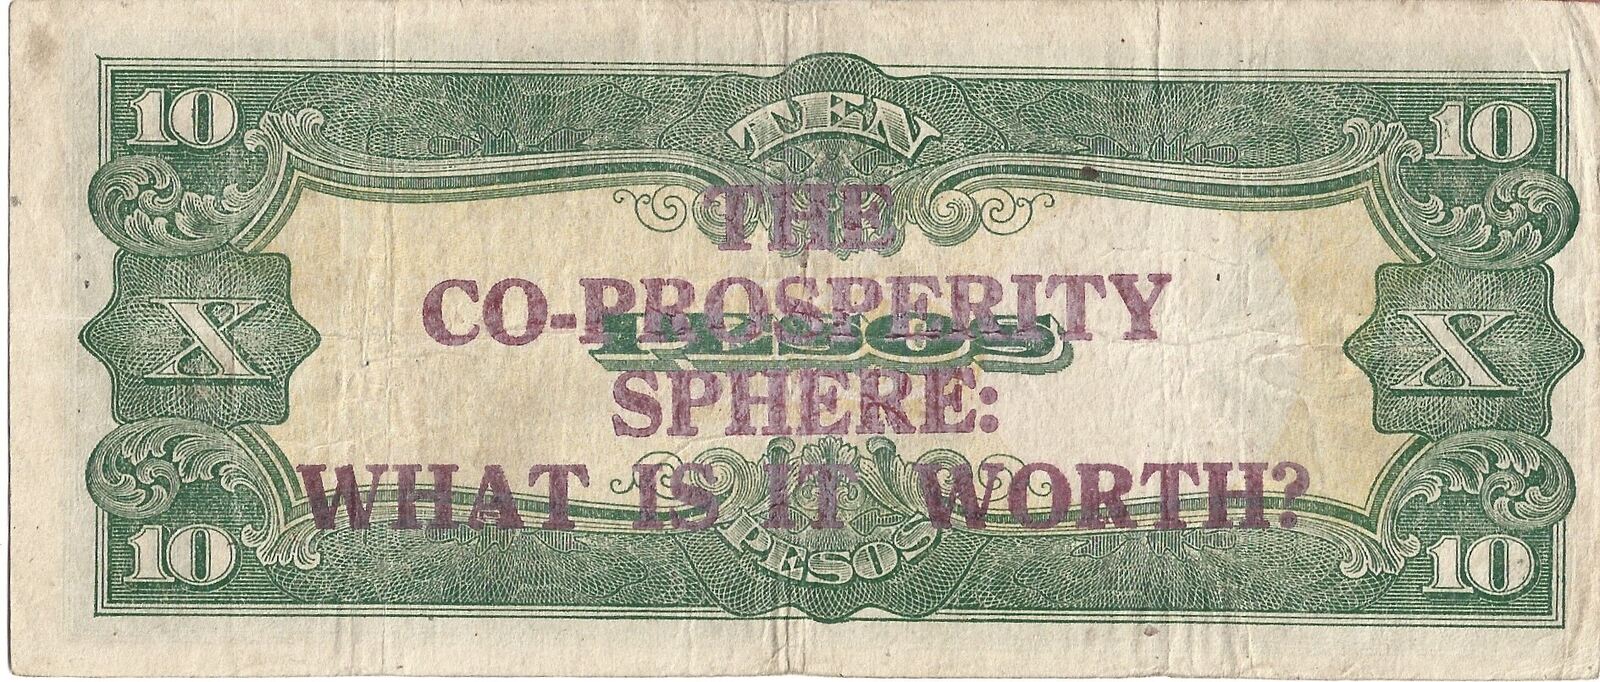 10 TEN 10
THE
CO-PROSPERITY
PESOS
SPHERE:
X X
WHAT IS IT WORTH?
10 PESOS 10